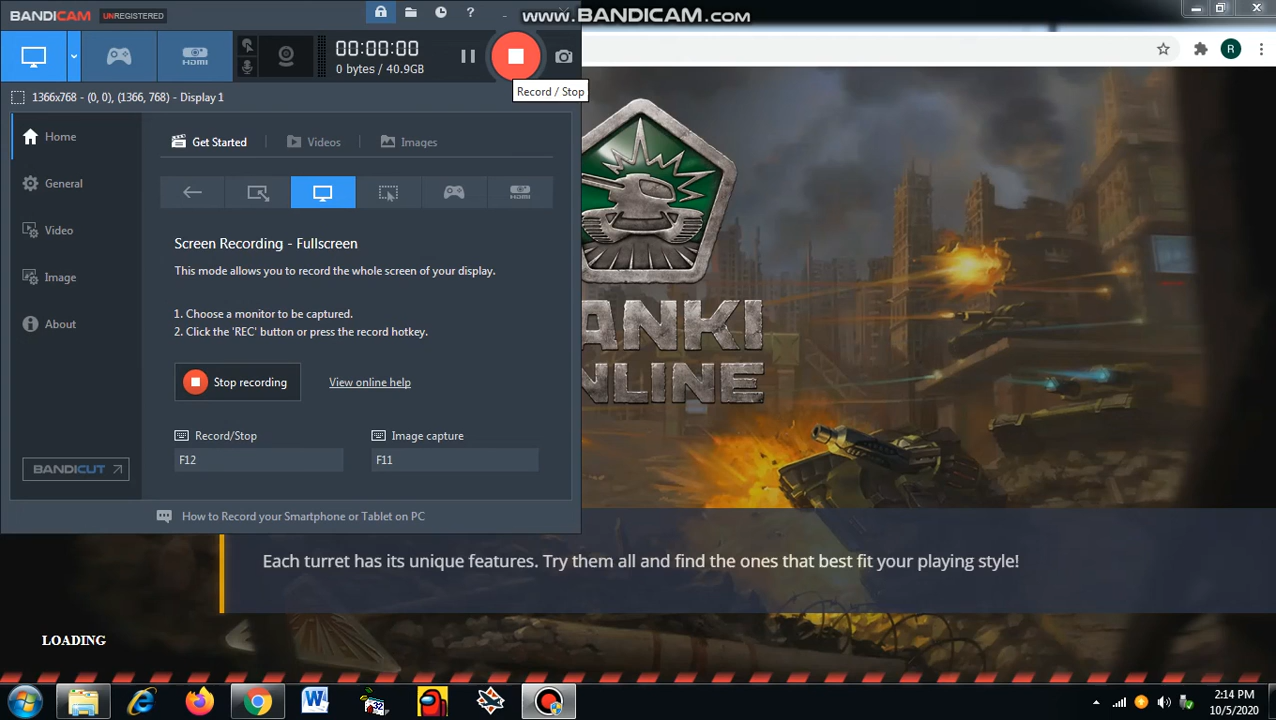 BANDICAM UNREGISTERED
?
www.BANDICAM.com
HDMI
00:00:00
0 bytes / 40.9GB
R
Record / Stop
1366x768 - (0, 0), (1366, 768) - Display 1
Home
General
Video
Image
About
BANDICUT
Get Started
Videos
Images
HDMI
Screen Recording - Fullscreen
This mode allows you to record the whole screen of your display.
1. Choose a monitor to be captured.
2. Click the 'REC' button or press the record hotkey.
Stop recording
View online help
Record/Stop
Image capture
F12
F11
How to Record your Smartphone or Tablet on PC
ANKI
NLINE
Each turret has its unique features. Try them all and find the ones that best fit your playing style!
LOADING
2:14 PM
10/5/2020